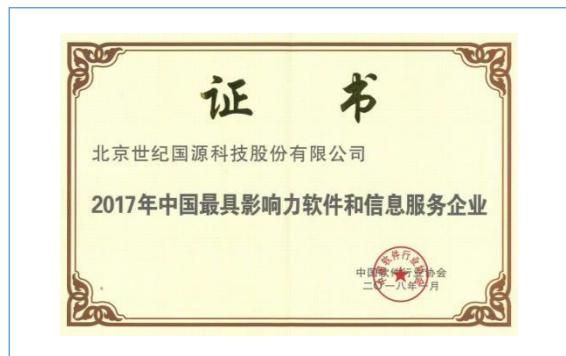 证 书
北京世纪国源科技股份有限公司
2017年中国最具影响力软件和信息服务企业
中国软件行业协会
二〇一八年一月